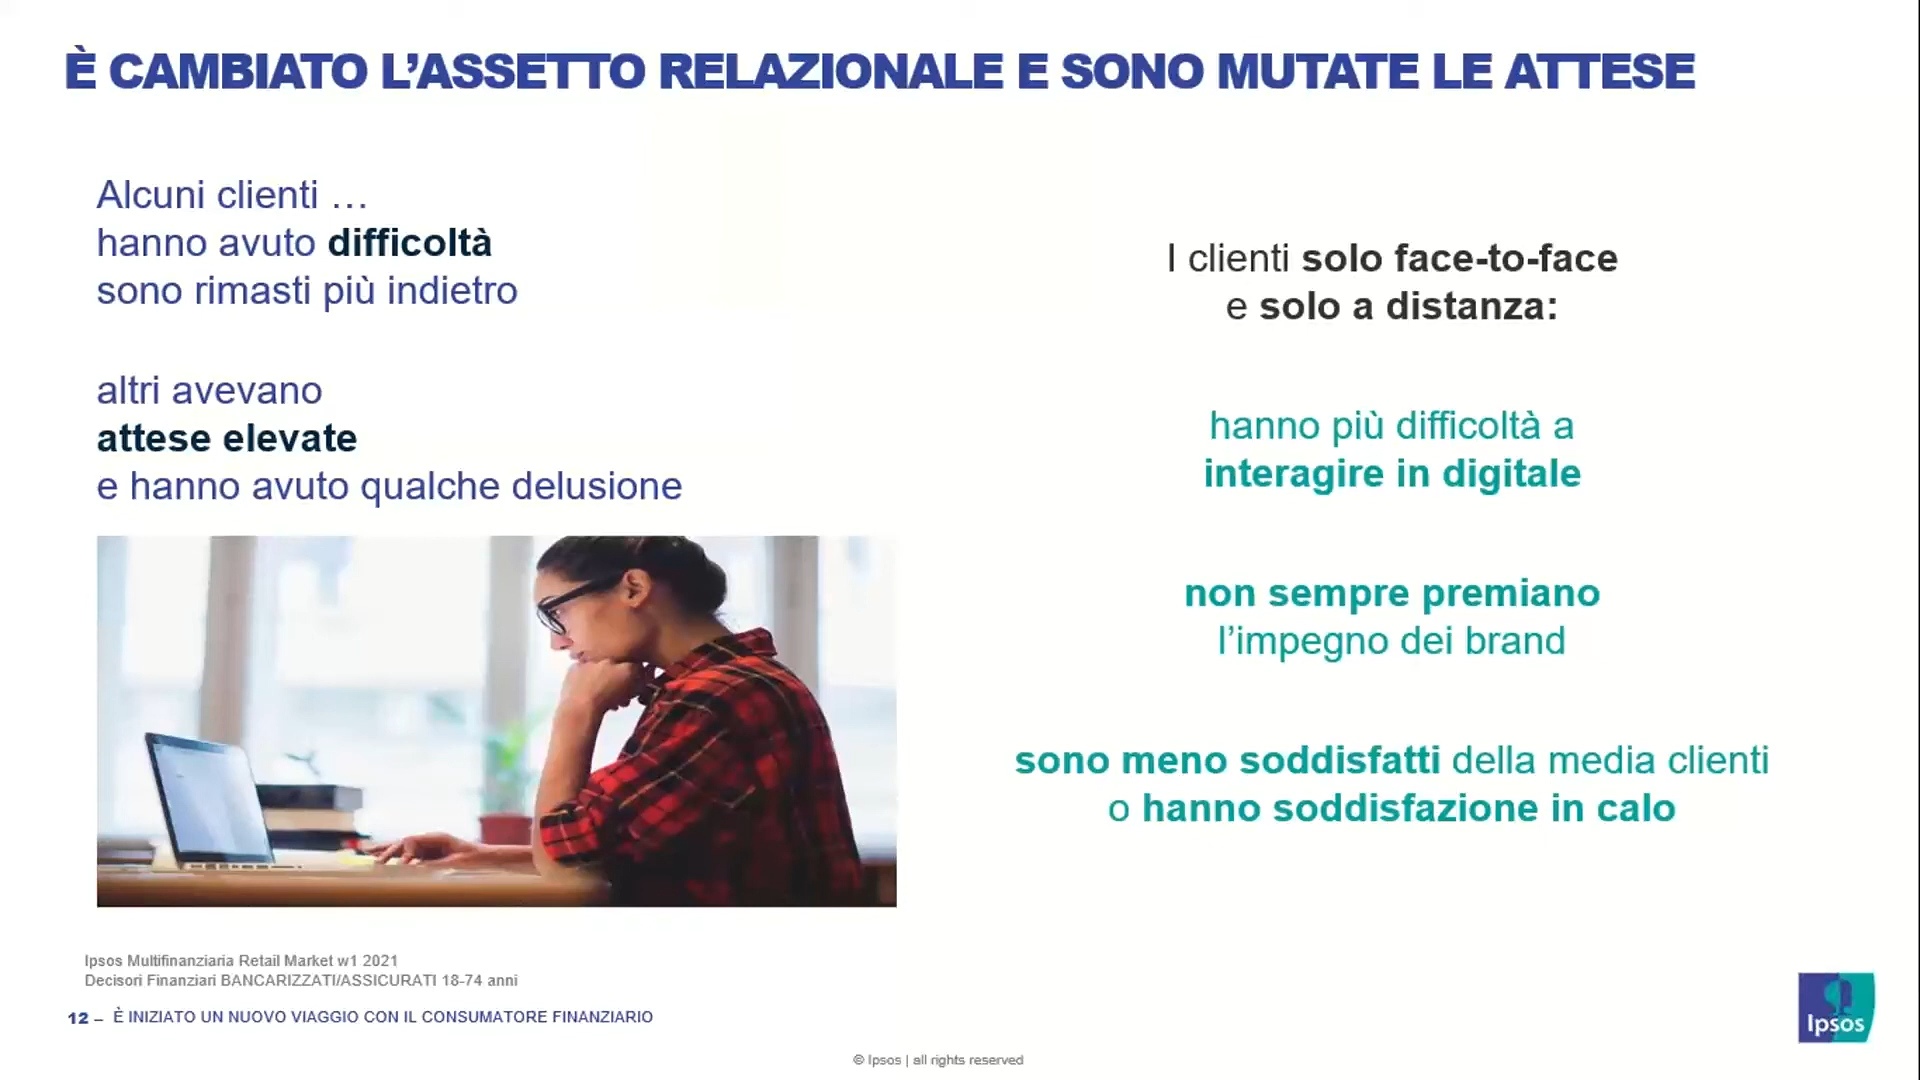 È CAMBIATO L’ASSETTO RELAZIONALE E SONO MUTATE LE ATTESE
Alcuni clienti …
hanno avuto difficoltà
sono rimasti più indietro
altri avevano
attese elevate
e hanno avuto qualche delusione
I clienti solo face-to-face
e solo a distanza:
hanno più difficoltà a
interagire in digitale
non sempre premiano
l’impegno dei brand
sono meno soddisfatti della media clienti
o hanno soddisfazione in calo
Ipsos Multifinanziaria Retail Market w1 2021
Decisori Finanziari BANCARIZZATI/ASSICURATI 18-74 anni
12 – È INIZIATO UN NUOVO VIAGGIO CON IL CONSUMATORE FINANZIARIO
Ipsos
© Ipsos | all rights reserved